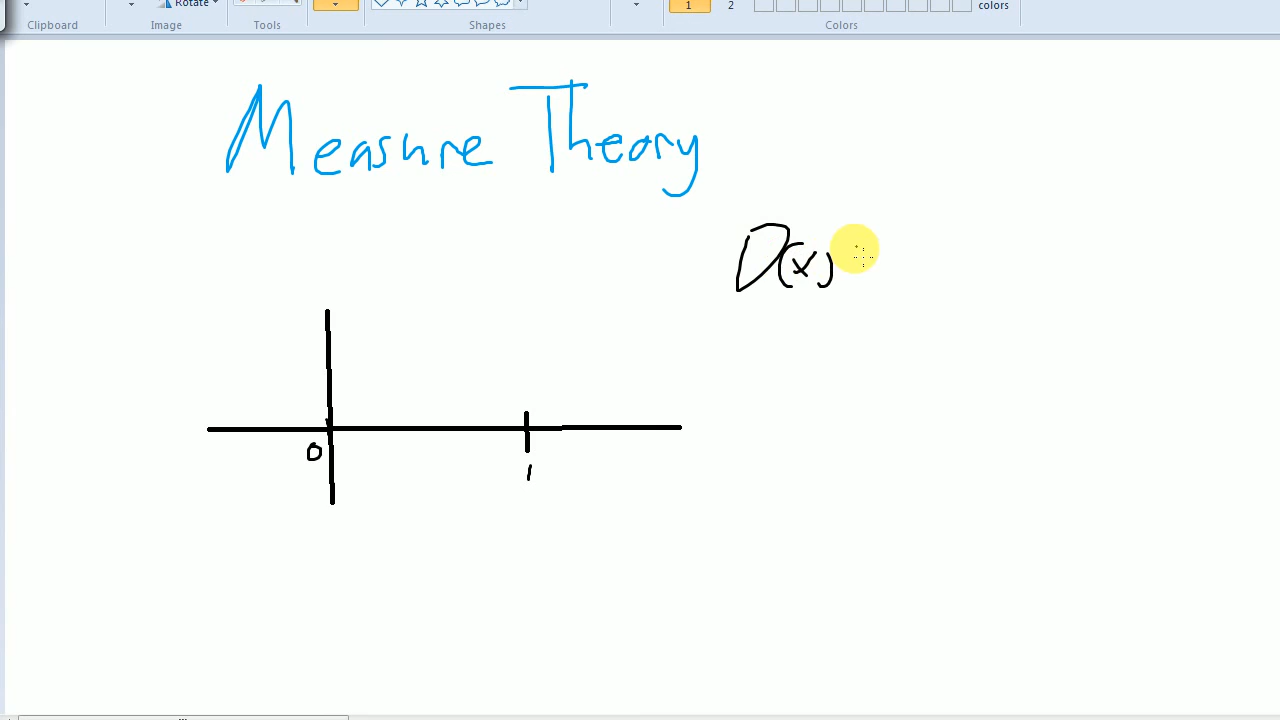 Rotate
1 2 colors
Clipboard Image Tools Shapes Colors
Measure Theory
D(x)
0
1